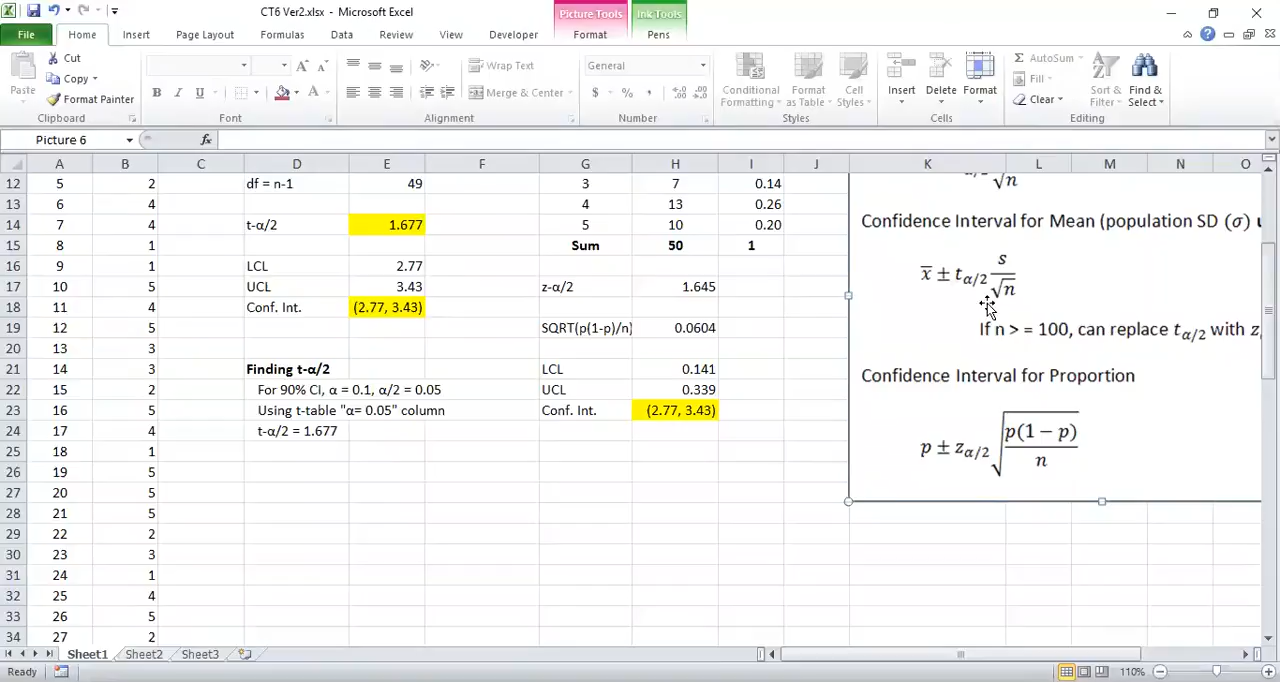 CT6 Ver2.xlsx - Microsoft Excel
Picture Tools
Ink Tools
File Home Insert Page Layout Formulas Data Review View Developer Format Pens
Paste
Cut
Copy
Format Painter
Clipboard
B I U
Font
Wrap Text
Merge & Center
Alignment
General
$ % ,
Number
Conditional Formatting
Format as Table
Cell Styles
Styles
Insert
Delete
Format
Cells
AutoSum
Fill
Clear
Sort & Filter
Find & Select
Editing
Picture 6 fx
A B C D E F G H I J K L M N O
12 5 2 df = n-1 49 3 7 0.14
13 6 4 4 13 0.26
14 7 4 t-α/2 1.677 5 10 0.20
15 8 1 Sum 50 1
16 9 1 LCL 2.77
17 10 5 UCL 3.43 z-α/2 1.645
18 11 4 Conf. Int. (2.77, 3.43)
19 12 5 SQRT(p(1-p)/n) 0.0604
20 13 3
21 14 3 Finding t-α/2 LCL 0.141
22 15 2 For 90% CI, α = 0.1, α/2 = 0.05 UCL 0.339
23 16 5 Using t-table "α= 0.05" column Conf. Int. (2.77, 3.43)
24 17 4 t-α/2 = 1.677
25 18 1
26 19 5
27 20 5
28 21 5
29 22 2
30 23 3
31 24 1
32 25 4
33 26 5
34 27 2
√n
Confidence Interval for Mean (population SD (σ)
x̅ ± tα/2 s/√n
If n > = 100, can replace tα/2 with z
Confidence Interval for Proportion
p ± zα/2 √(p(1 − p)/n)
Sheet1 Sheet2 Sheet3
Ready 110%